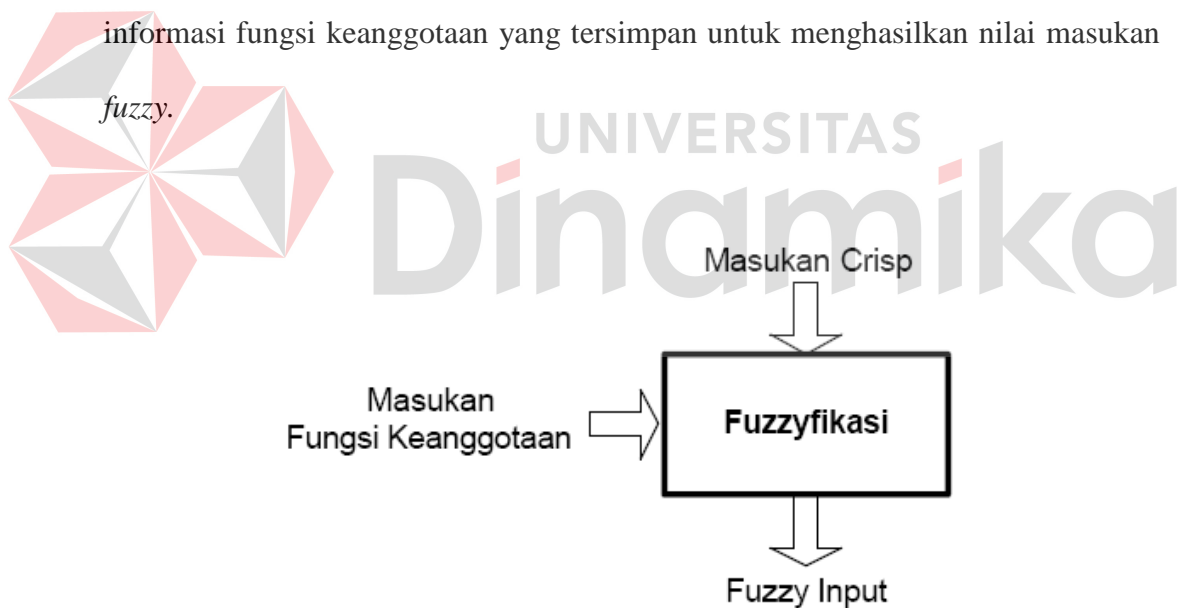 informasi fungsi keanggotaan yang tersimpan untuk menghasilkan nilai masukan
fuzzy.
UNIVERSITAS
Dinamika
Masukan Crisp
Masukan
Fungsi Keanggotaan
Fuzzyfikasi
Fuzzy Input